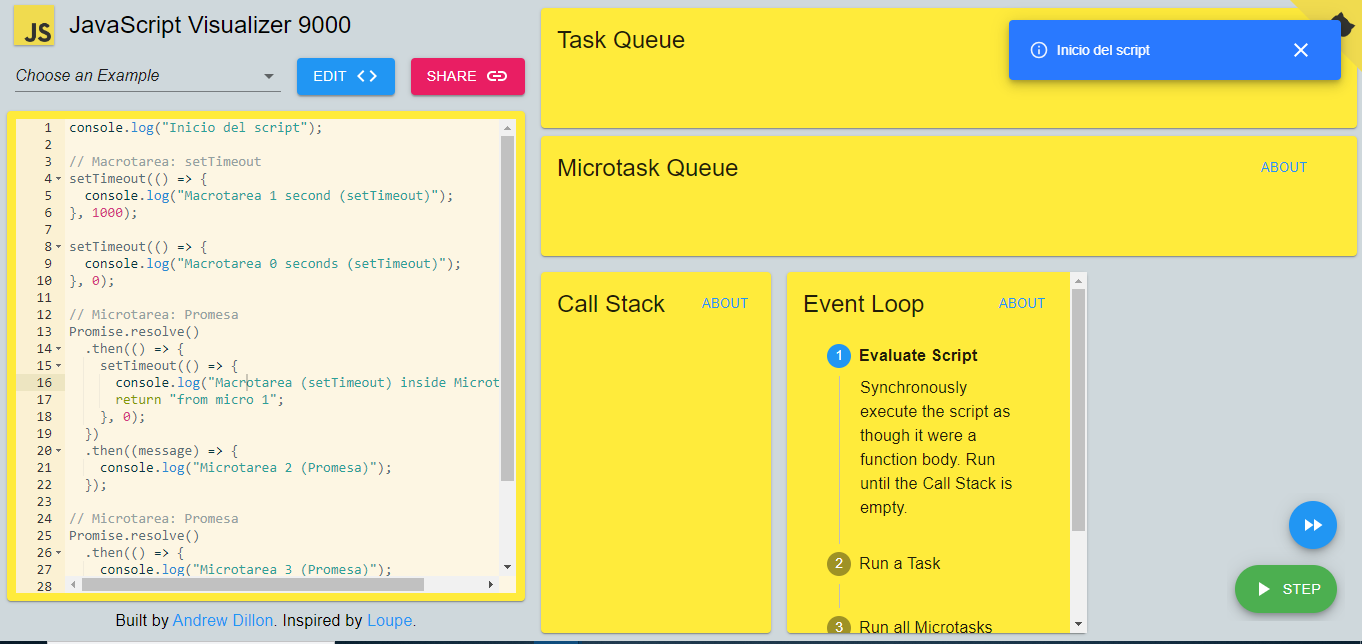 JS
JavaScript Visualizer 9000
Choose an Example
EDIT
SHARE
1 console.log("Inicio del script");
2
3 // Macrotarea: setTimeout
4 setTimeout(() => {
5 console.log("Macrotarea 1 second (setTimeout)");
6 }, 1000);
7
8 setTimeout(() => {
9 console.log("Macrotarea 0 seconds (setTimeout)");
10 }, 0);
11
12 // Microtarea: Promesa
13 Promise.resolve()
14 .then(() => {
15 setTimeout(() => {
16 console.log("Macrotarea (setTimeout) inside Microt
17 return "from micro 1";
18 }, 0);
19 })
20 .then((message) => {
21 console.log("Microtarea 2 (Promesa)");
22 });
23
24 // Microtarea: Promesa
25 Promise.resolve()
26 .then(() => {
27 console.log("Microtarea 3 (Promesa)");
28
Built by Andrew Dillon. Inspired by Loupe.
Task Queue
Inicio del script
Microtask Queue
ABOUT
Call Stack
ABOUT
Event Loop
ABOUT
1 Evaluate Script
Synchronously
execute the script as
though it were a
function body. Run
until the Call Stack is
empty.
2 Run a Task
3 Run all Microtasks
STEP